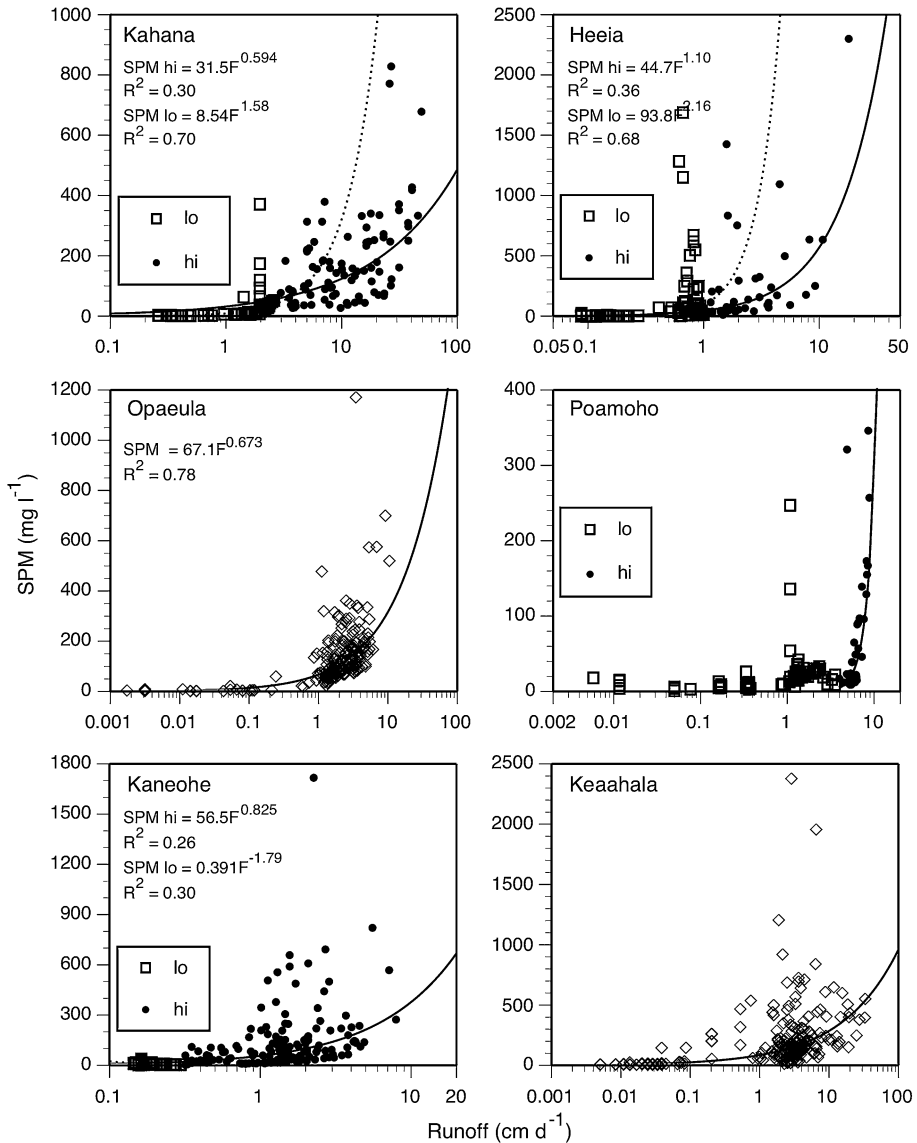 Kahana
SPM hi = 31.5F^0.594
R^2 = 0.30
SPM lo = 8.54F^1.58
R^2 = 0.70
lo
hi
1000
800
600
400
200
0
0.1 1 10 100
Heeia
SPM hi = 44.7F^1.10
R^2 = 0.36
SPM lo = 93.8F^2.16
R^2 = 0.68
lo
hi
2500
2000
1500
1000
500
0
0.05 0.1 1 10 50
Opaeula
SPM = 67.1F^0.673
R^2 = 0.78
1200
1000
800
600
400
200
0
0.001 0.01 0.1 1 10 100
Poamoho
lo
hi
400
300
200
100
0
0.002 0.01 0.1 1 10 20
SPM (mg l^-1)
Kaneohe
SPM hi = 56.5F^0.825
R^2 = 0.26
SPM lo = 0.391F^-1.79
R^2 = 0.30
lo
hi
1800
1500
1200
900
600
300
0
0.1 1 10 20
Keaahala
2500
2000
1500
1000
500
0
0.001 0.01 0.1 1 10 100
Runoff (cm d^-1)